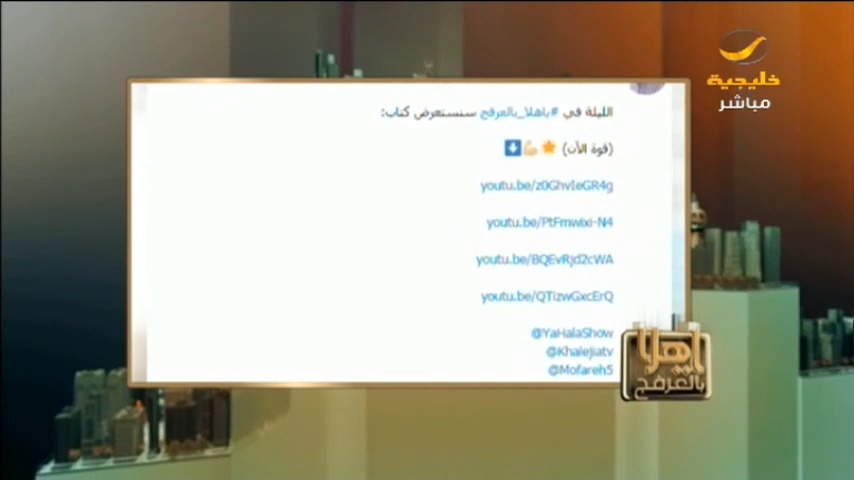 خليجية
مباشر
الليلة في #ياهلا_بالعرفج سنستعرض كتاب:
(قوة الآن) 🌟💪⬇️
youtu.be/z0GhvIeGR4g
youtu.be/PtFmwixi-N4
youtu.be/BQEvRjd2cWA
youtu.be/QTizwGxcErQ
@YaHalaShow
@Khalejiatv
@Mofareh5
ياهلا
بالعرفج